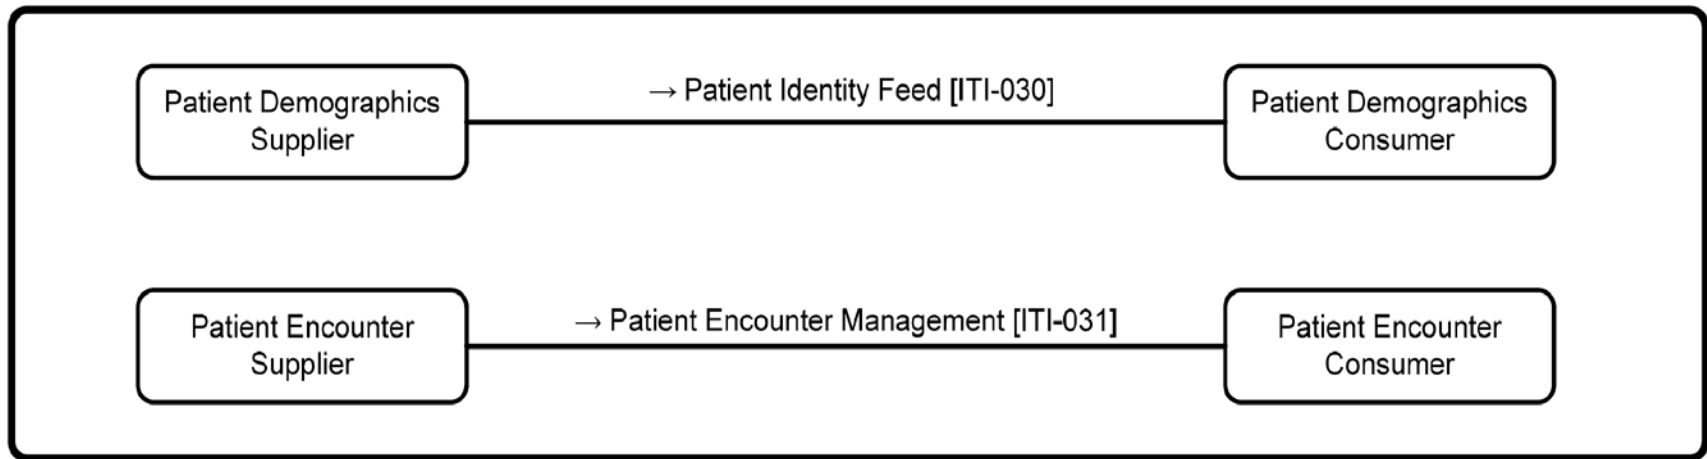 Patient Demographics
Supplier
→ Patient Identity Feed [ITI-030]
Patient Demographics
Consumer
Patient Encounter
Supplier
→ Patient Encounter Management [ITI-031]
Patient Encounter
Consumer